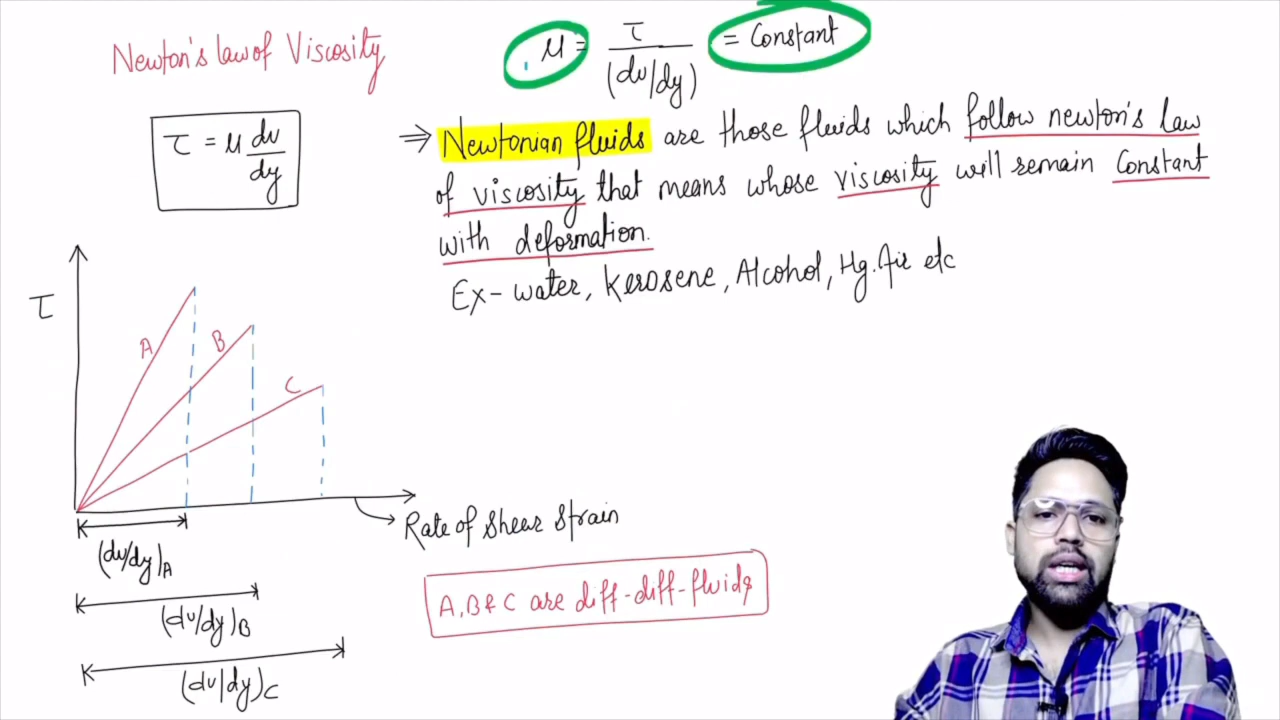 Newton's law of Viscosity
μ = τ/(du/dy) = Constant
τ = μ du/dy
⇒ Newtonian fluids are those fluids which follow newton's law
of viscosity that means whose viscosity will remain Constant
with deformation.
Ex- water, Kerosene, Alcohol, Hg. Air etc
τ
A
B
C
Rate of Shear Strain
(du/dy)A
(du/dy)B
(du/dy)C
A, B & C are diff-diff-fluids